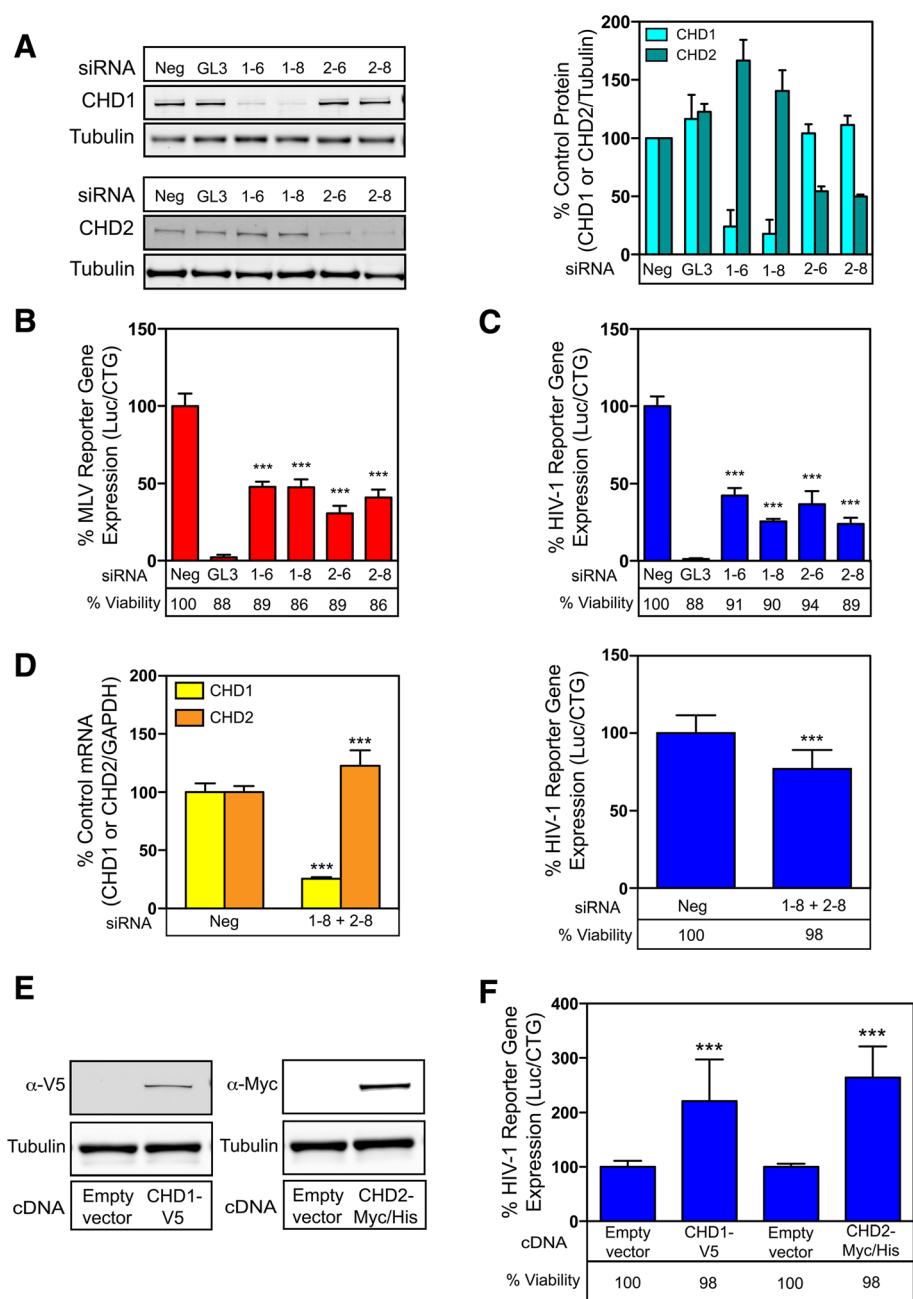 A
siRNA Neg GL3 1-6 1-8 2-6 2-8
CHD1
Tubulin
siRNA Neg GL3 1-6 1-8 2-6 2-8
CHD2
Tubulin
% Control Protein
(CHD1 or CHD2/Tubulin)
200
150
100
50
0
CHD1
CHD2
siRNA Neg GL3 1-6 1-8 2-6 2-8
B
% MLV Reporter Gene
Expression (Luc/CTG)
150
100
50
0
*** *** *** ***
siRNA Neg GL3 1-6 1-8 2-6 2-8
% Viability 100 88 89 86 89 86
C
% HIV-1 Reporter Gene
Expression (Luc/CTG)
150
100
50
0
*** *** *** ***
siRNA Neg GL3 1-6 1-8 2-6 2-8
% Viability 100 88 91 90 94 89
D
% Control mRNA
(CHD1 or CHD2/GAPDH)
200
150
100
50
0
CHD1
CHD2
*** ***
siRNA Neg 1-8 + 2-8
% HIV-1 Reporter Gene
Expression (Luc/CTG)
150
100
50
0
***
siRNA Neg 1-8 + 2-8
% Viability 100 98
E
α-V5
Tubulin
cDNA Empty CHD1-
vector V5
α-Myc
Tubulin
cDNA Empty CHD2-
vector Myc/His
F
% HIV-1 Reporter Gene
Expression (Luc/CTG)
400
300
200
100
0
*** ***
cDNA Empty CHD1- Empty CHD2-
vector V5 vector Myc/His
% Viability 100 98 100 98